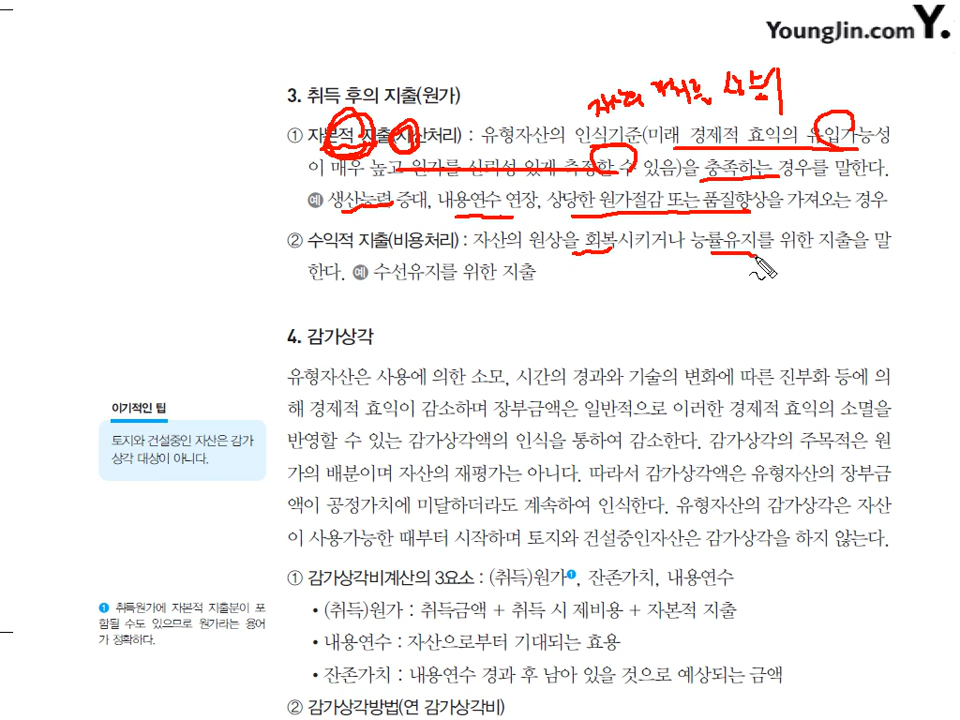 YoungJin.com Y.
3. 취득 후의 지출(원가)
① 자본적 지출(자산처리) : 유형자산의 인식기준(미래 경제적 효익의 유입가능성
이 매우 높고 원가를 신뢰성 있게 측정할 수 있음)을 충족하는 경우를 말한다.
예 생산능력 증대, 내용연수 연장, 상당한 원가절감 또는 품질향상을 가져오는 경우
② 수익적 지출(비용처리) : 자산의 원상을 회복시키거나 능률유지를 위한 지출을 말
한다. 예 수선유지를 위한 지출
4. 감가상각
유형자산은 사용에 의한 소모, 시간의 경과와 기술의 변화에 따른 진부화 등에 의
해 경제적 효익이 감소하며 장부금액은 일반적으로 이러한 경제적 효익의 소멸을
반영할 수 있는 감가상각액의 인식을 통하여 감소한다. 감가상각의 주목적은 원
가의 배분이며 자산의 재평가는 아니다. 따라서 감가상각액은 유형자산의 장부금
액이 공정가치에 미달하더라도 계속하여 인식한다. 유형자산의 감가상각은 자산
이 사용가능한 때부터 시작하며 토지와 건설중인자산은 감가상각을 하지 않는다.
이기적인 팁
토지와 건설중인 자산은 감가
상각 대상이 아니다.
① 감가상각비계산의 3요소 : (취득)원가❶, 잔존가치, 내용연수
• (취득)원가 : 취득금액 + 취득 시 제비용 + 자본적 지출
• 내용연수 : 자산으로부터 기대되는 효용
• 잔존가치 : 내용연수 경과 후 남아 있을 것으로 예상되는 금액
❶ 취득원가에 자본적 지출분이 포
함될 수도 있으므로 원가라는 용어
가 정확하다.
② 감가상각방법(연 감가상각비)